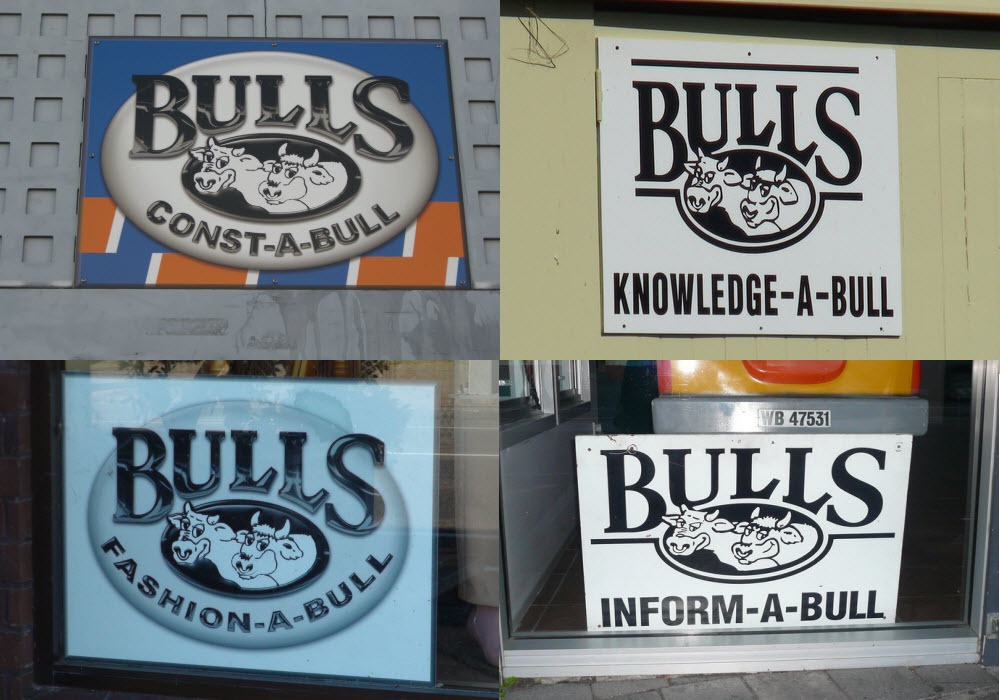 BULLS
CONST-A-BULL
BULLS
KNOWLEDGE-A-BULL
BULLS
FASHION-A-BULL
WB 47531
BULLS
INFORM-A-BULL